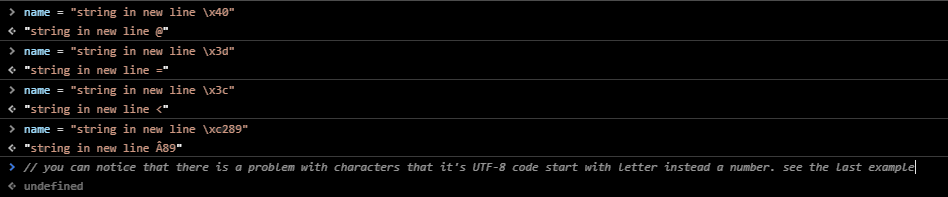 > name = "string in new line \x40"
"string in new line @"
> name = "string in new line \x3d"
"string in new line ="
> name = "string in new line \x3c"
"string in new line <"
> name = "string in new line \xc289"
"string in new line Â89"
> // you can notice that there is a problem with characters that it's UTF-8 code start with letter instead a number. see the last example
undefined